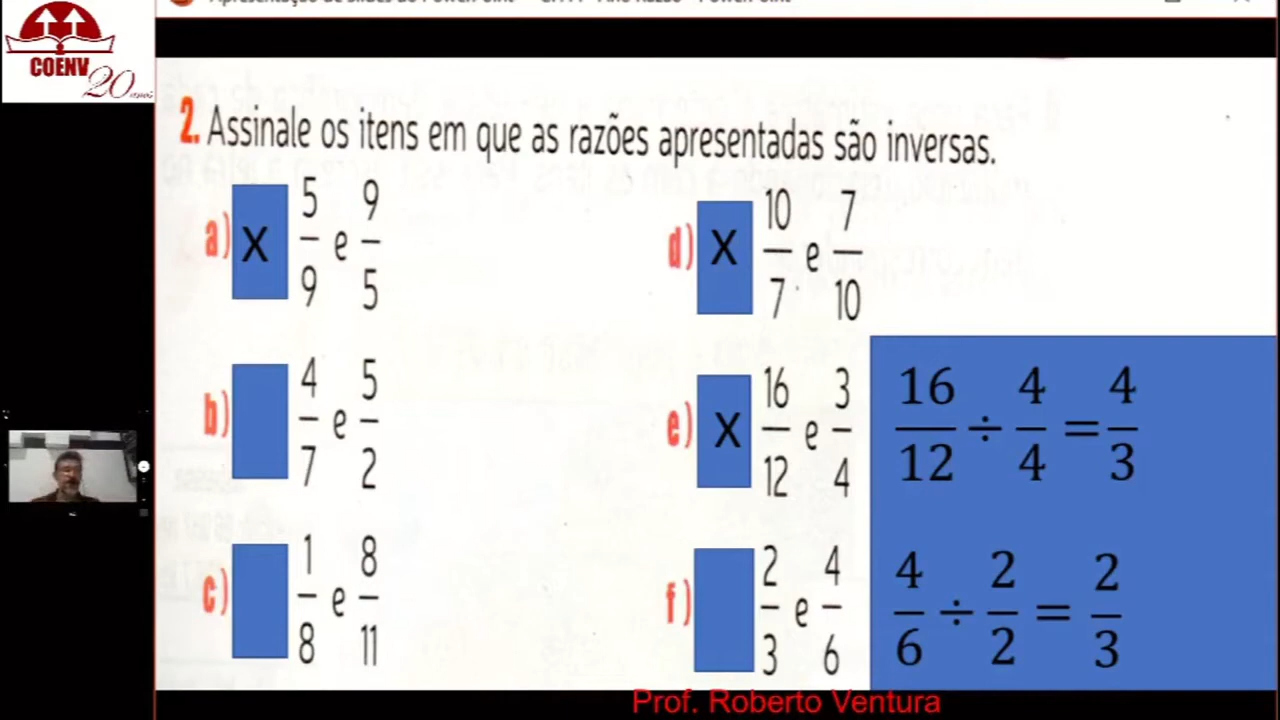 COENV
20 anos
2. Assinale os itens em que as razões apresentadas são inversas.
a) X 5/9 e 9/5
b) 4/7 e 5/2
c) 1/8 e 8/11
d) X 10/7 e 7/10
e) X 16/12 e 3/4
f) 2/3 e 4/6
16/12 ÷ 4/4 = 4/3
4/6 ÷ 2/2 = 2/3
Prof. Roberto Ventura